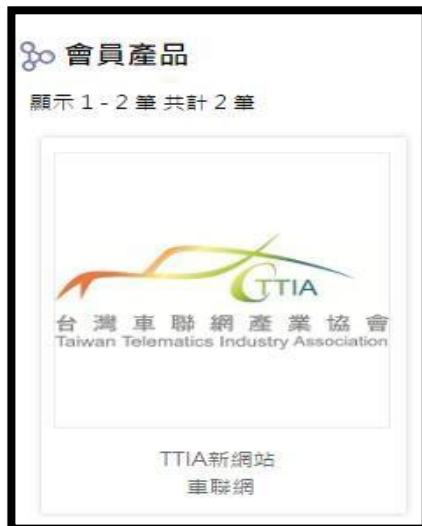 會員產品
顯示 1 - 2 筆 共計 2 筆
TTIA
台灣車聯網產業協會
Taiwan Telematics Industry Association
TTIA新網站
車聯網